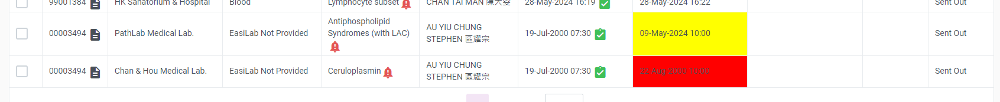 99001384 HK Sanatorium & Hospital Blood Lymphocyte subset CHAN TAI MAN 陳大文 28-May-2024 16:19 28-May-2024 16:22 Sent Out
Antiphospholipid
00003494 PathLab Medical Lab. EasiLab Not Provided Syndromes (with LAC) AU YIU CHUNG STEPHEN 區耀宗 19-Jul-2000 07:30 09-May-2024 10:00 Sent Out
00003494 Chan & Hou Medical Lab. EasiLab Not Provided Ceruloplasmin AU YIU CHUNG STEPHEN 區耀宗 19-Jul-2000 07:30 22-Aug-2000 10:00 Sent Out